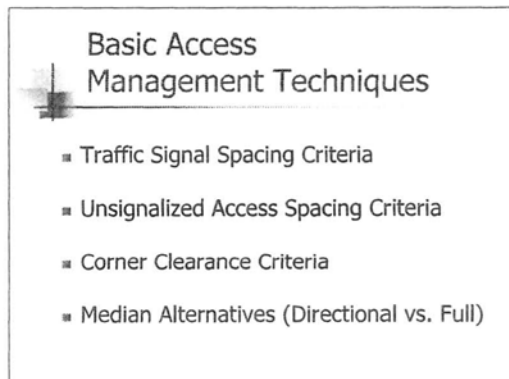 Basic Access
Management Techniques
Traffic Signal Spacing Criteria
Unsignalized Access Spacing Criteria
Corner Clearance Criteria
Median Alternatives (Directional vs. Full)